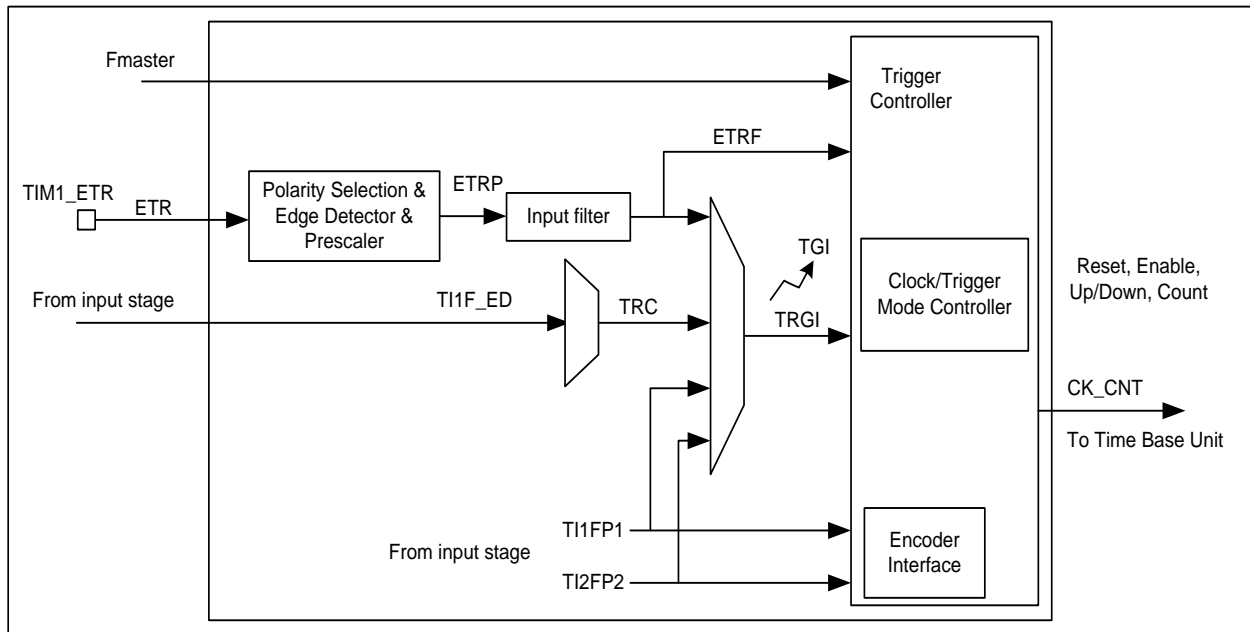 Fmaster
Trigger
Controller
ETRF
TIM1_ETR
ETR
Polarity Selection &
Edge Detector &
Prescaler
ETRP
Input filter
TGI
Clock/Trigger
Mode Controller
Reset, Enable,
Up/Down, Count
From input stage
TI1F_ED
TRC
TRGI
CK_CNT
To Time Base Unit
From input stage
TI1FP1
TI2FP2
Encoder
Interface